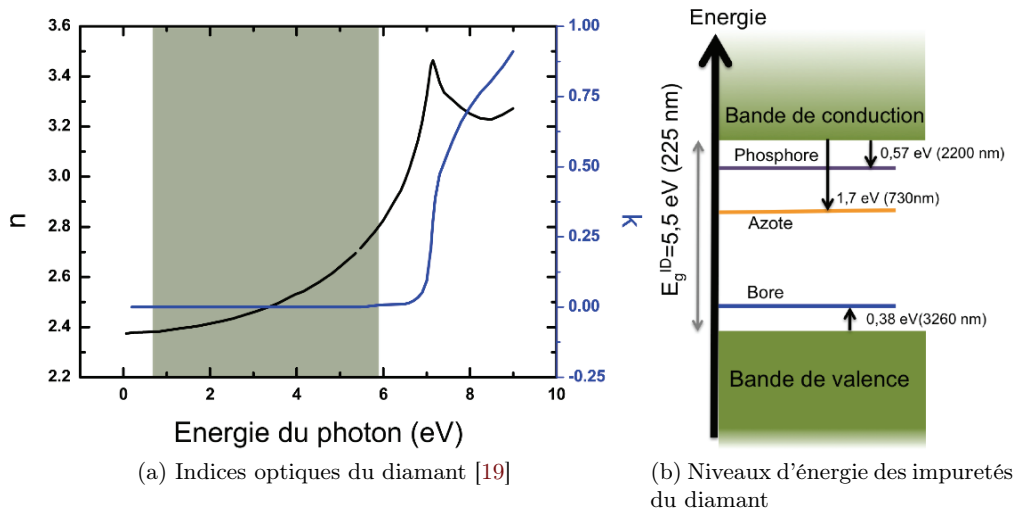 3.6
3.4
3.2
3.0
2.8
2.6
2.4
2.2
n
1.00
0.75
0.50
0.25
0.00
-0.25
k
0 2 4 6 8 10
Energie du photon (eV)
(a) Indices optiques du diamant [19]
Energie
Bande de conduction
Phosphore
0,57 eV (2200 nm)
1,7 eV (730nm)
Azote
E_g^ID=5,5 eV (225 nm)
Bore
0,38 eV(3260 nm)
Bande de valence
(b) Niveaux d'énergie des impuretés
du diamant